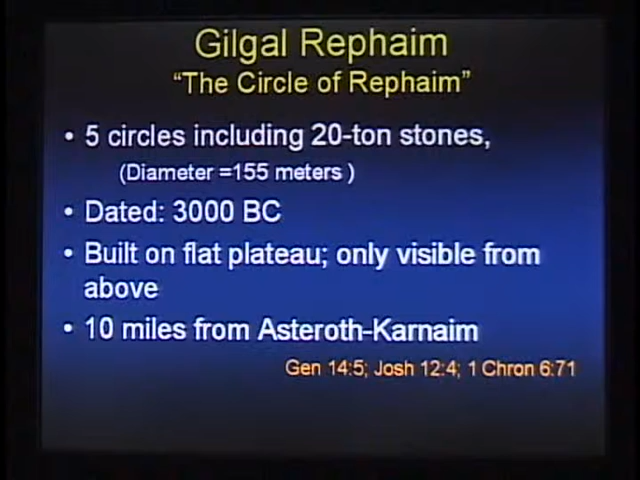 Gilgal Rephaim
“The Circle of Rephaim”
• 5 circles including 20-ton stones,
(Diameter =155 meters )
• Dated: 3000 BC
• Built on flat plateau; only visible from
above
• 10 miles from Asteroth-Karnaim
Gen 14:5; Josh 12:4; 1 Chron 6:71